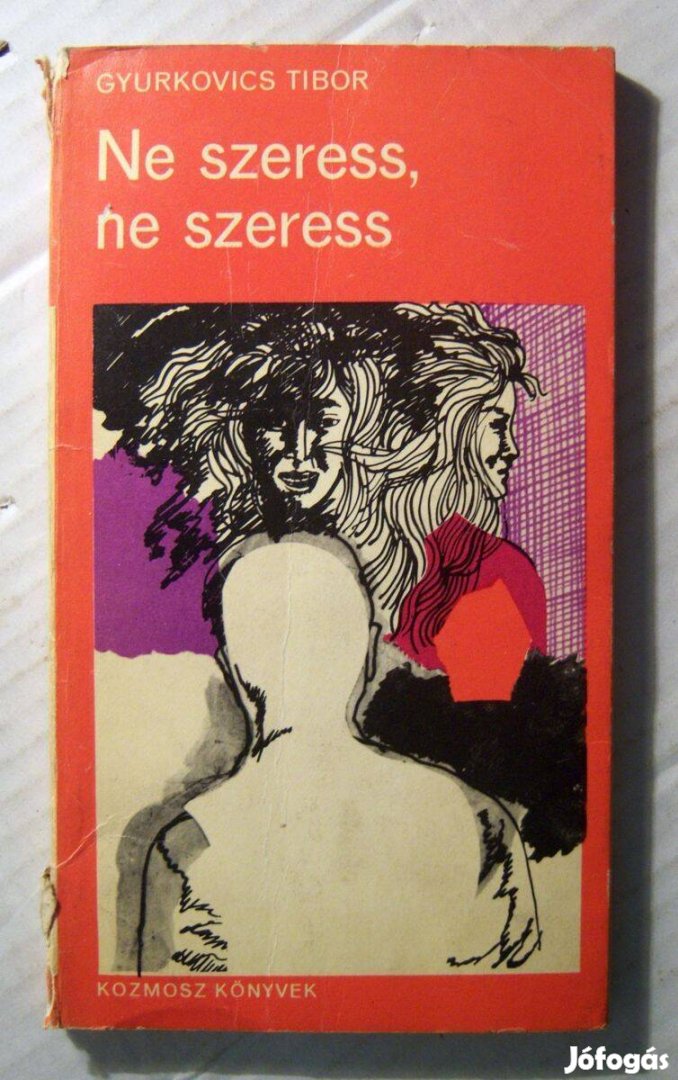 GYURKOVICS TIBOR
Ne szeress,
ne szeress
KOZMOSZ KÖNYVEK
Jófogás